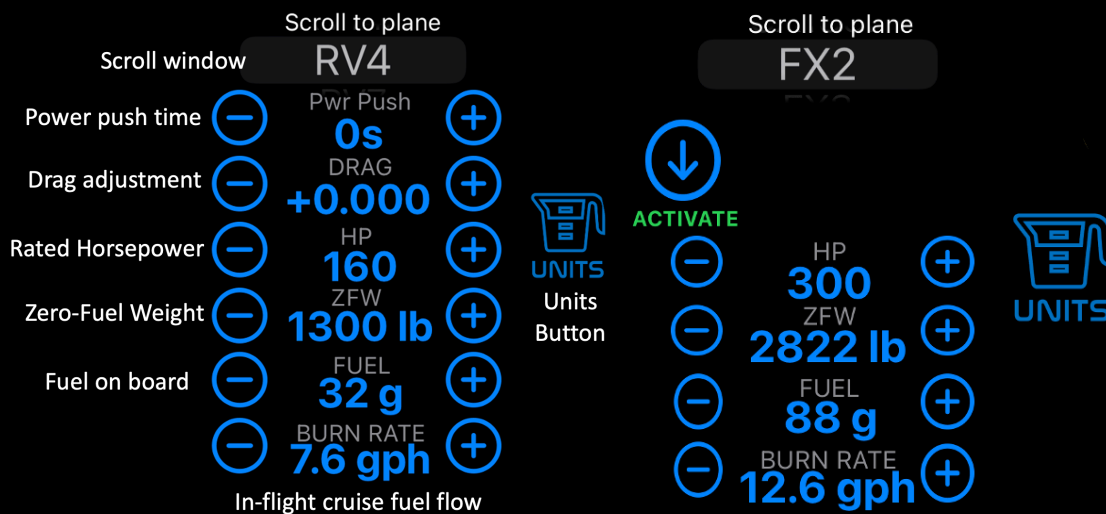 Scroll to plane
Scroll window
RV4
Power push time
Pwr Push
0s
Drag adjustment
DRAG
+0.000
Rated Horsepower
HP
160
Zero-Fuel Weight
ZFW
1300 lb
Fuel on board
FUEL
32 g
BURN RATE
7.6 gph
In-flight cruise fuel flow
UNITS
Units
Button
Scroll to plane
FX2
ACTIVATE
HP
300
ZFW
2822 lb
FUEL
88 g
BURN RATE
12.6 gph
UNITS